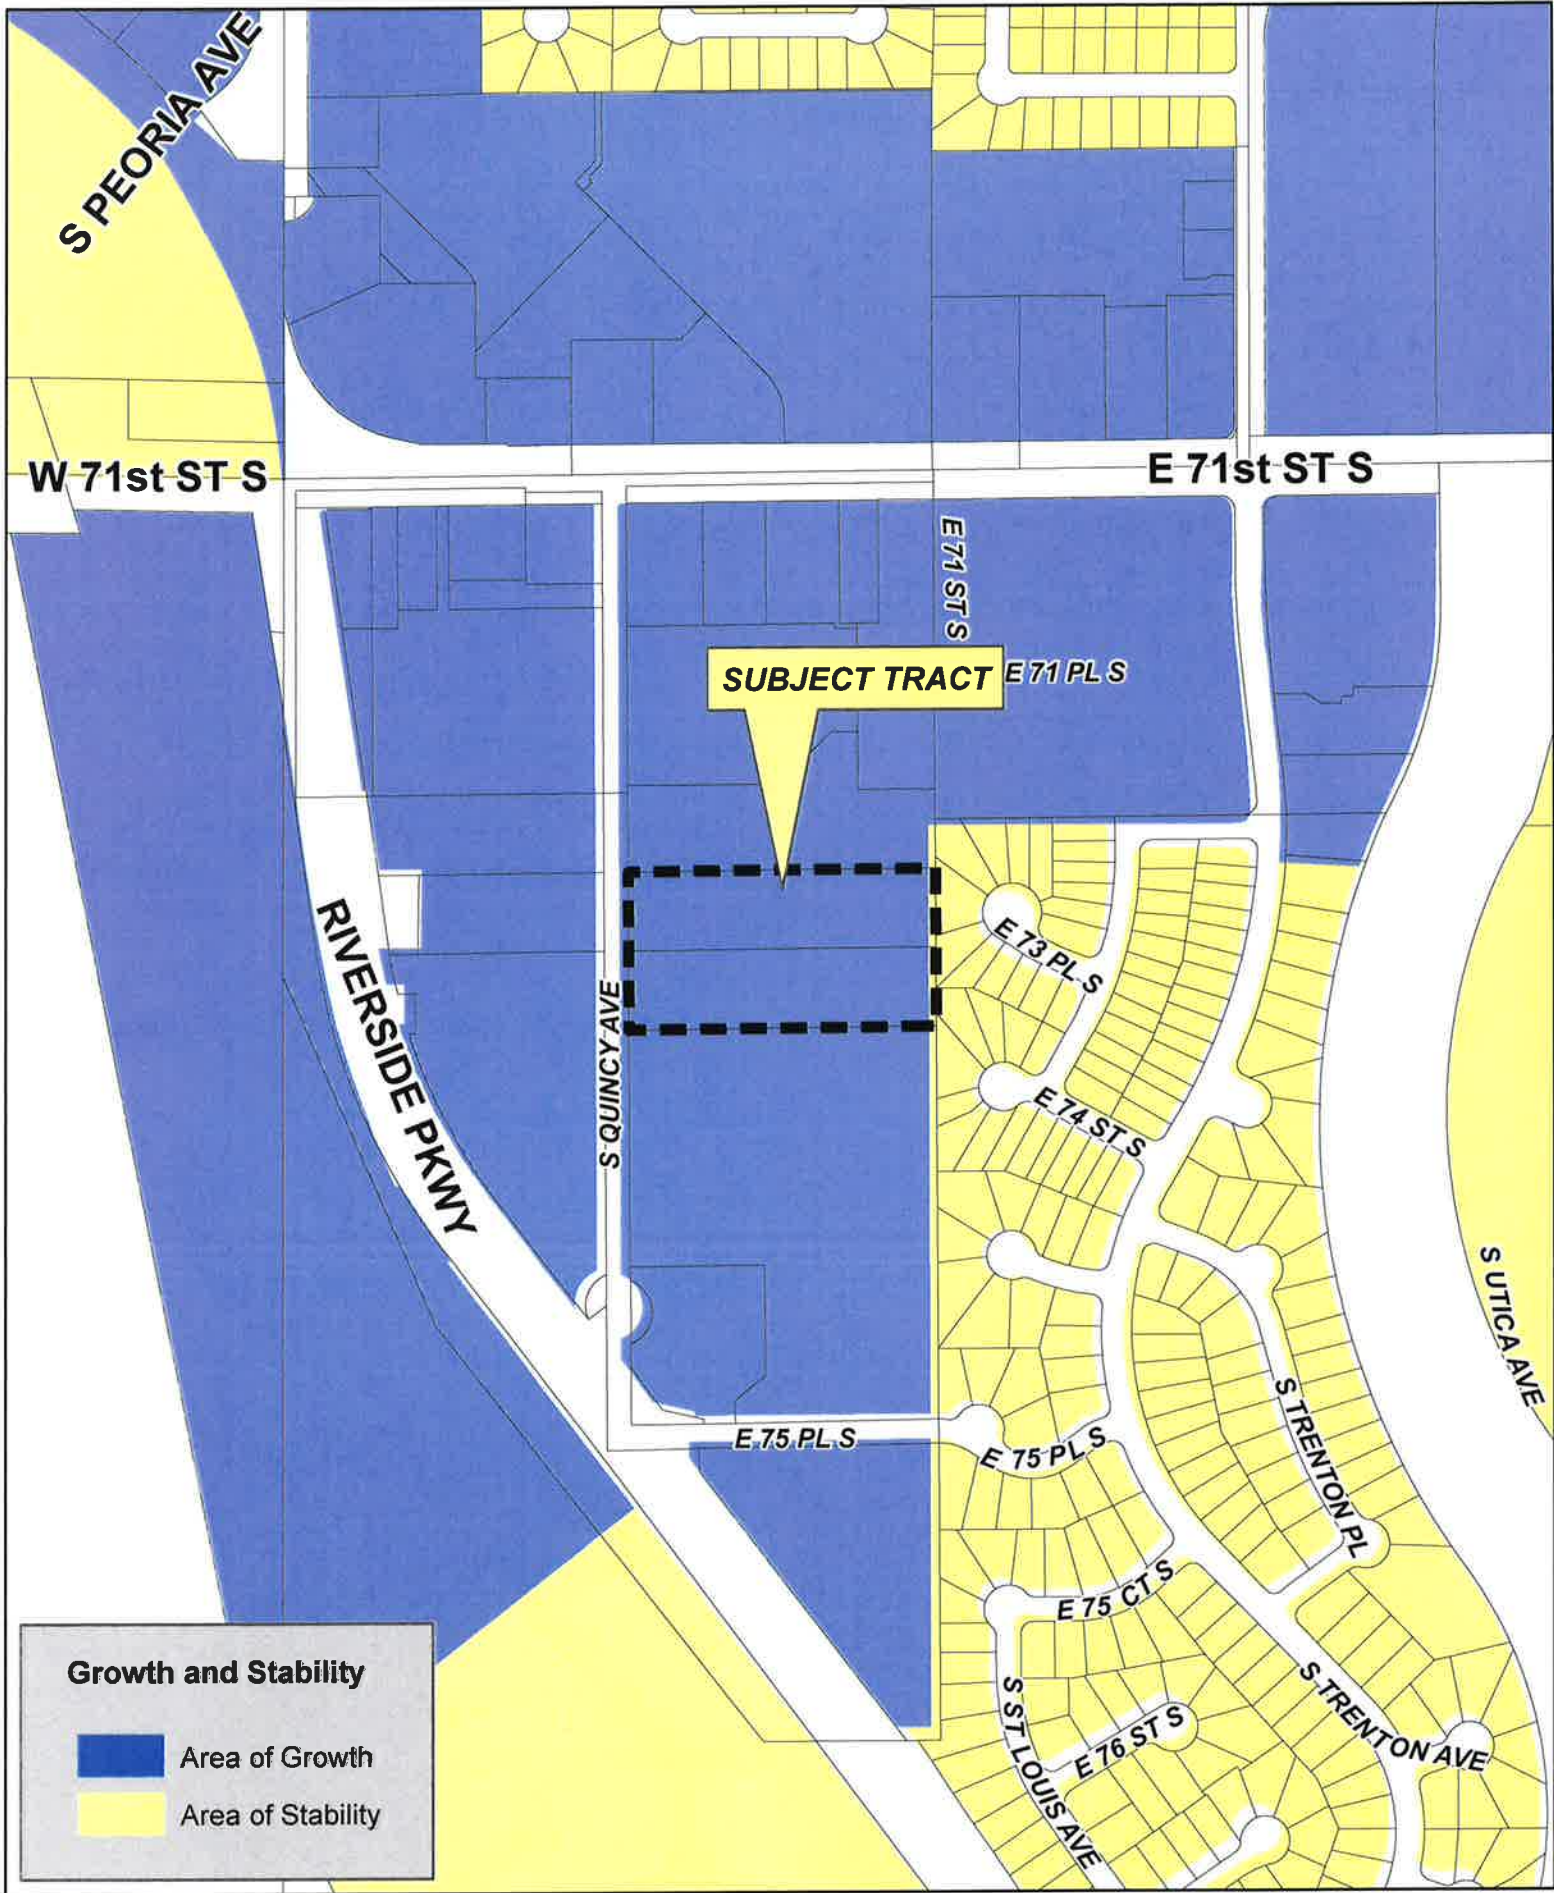 S PEORIA AVE
W 71st ST S
E 71st ST S
E 71 ST S
SUBJECT TRACT
E 71 PL S
RIVERSIDE PKWY
S QUINCY AVE
E 73 PL S
E 74 ST S
S UTICA AVE
E 75 PL S
E 75 PL S
S TRENTON PL
E 75 CT S
S ST LOUIS AVE
E 76 ST S
S TRENTON AVE
Growth and Stability
Area of Growth
Area of Stability